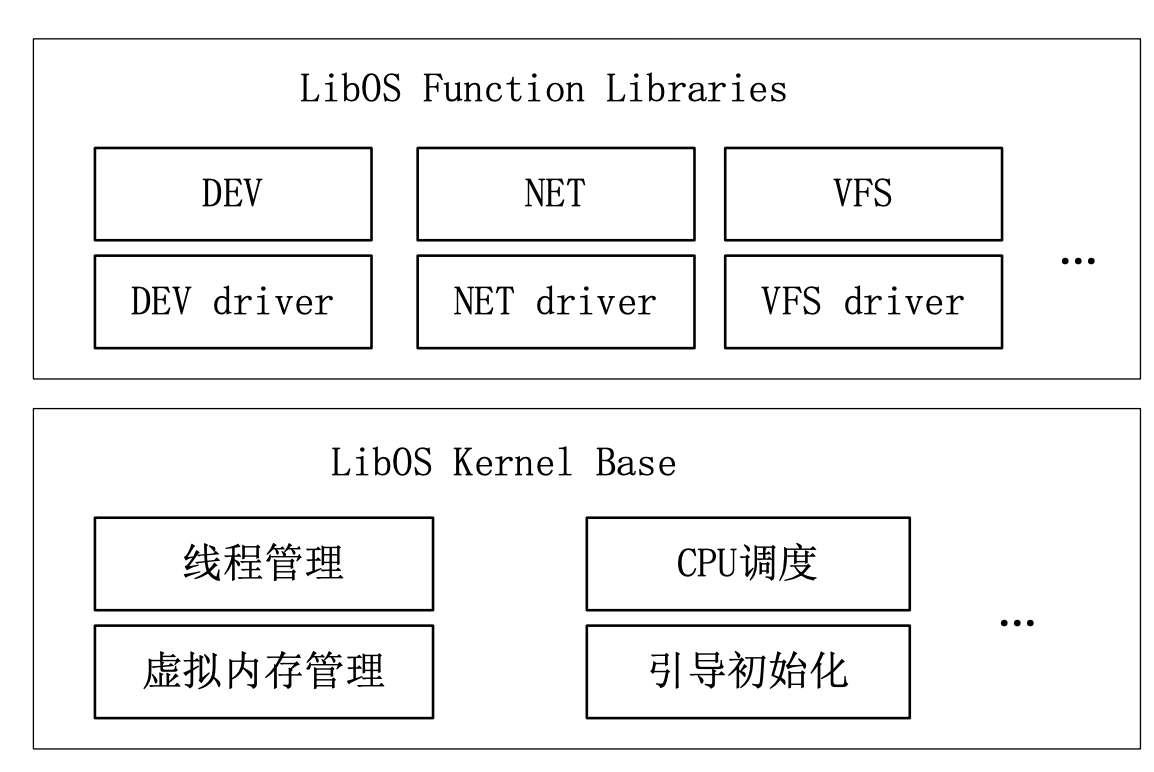 LibOS Function Libraries
DEV NET VFS
...
DEV driver NET driver VFS driver
LibOS Kernel Base
线程管理 CPU调度
...
虚拟内存管理 引导初始化